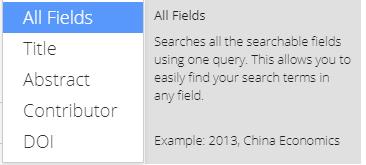 All Fields
Title
Abstract
Contributor
DOI
All Fields
Searches all the searchable fields
using one query. This allows you to
easily find your search terms in
any field.
Example: 2013, China Economics